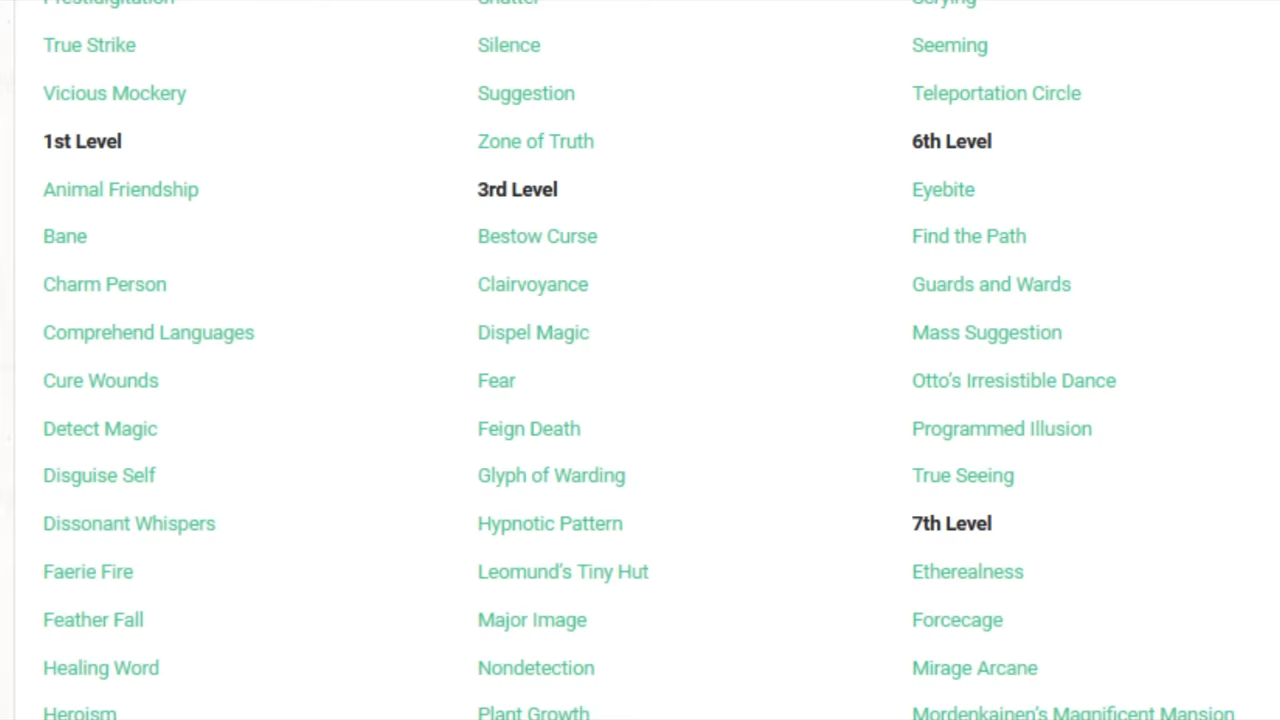 Prestidigitation
True Strike
Vicious Mockery
1st Level
Animal Friendship
Bane
Charm Person
Comprehend Languages
Cure Wounds
Detect Magic
Disguise Self
Dissonant Whispers
Faerie Fire
Feather Fall
Healing Word
Heroism
Shatter
Silence
Suggestion
Zone of Truth
3rd Level
Bestow Curse
Clairvoyance
Dispel Magic
Fear
Feign Death
Glyph of Warding
Hypnotic Pattern
Leomund's Tiny Hut
Major Image
Nondetection
Plant Growth
Scrying
Seeming
Teleportation Circle
6th Level
Eyebite
Find the Path
Guards and Wards
Mass Suggestion
Otto's Irresistible Dance
Programmed Illusion
True Seeing
7th Level
Etherealness
Forcecage
Mirage Arcane
Mordenkainen's Magnificent Mansion